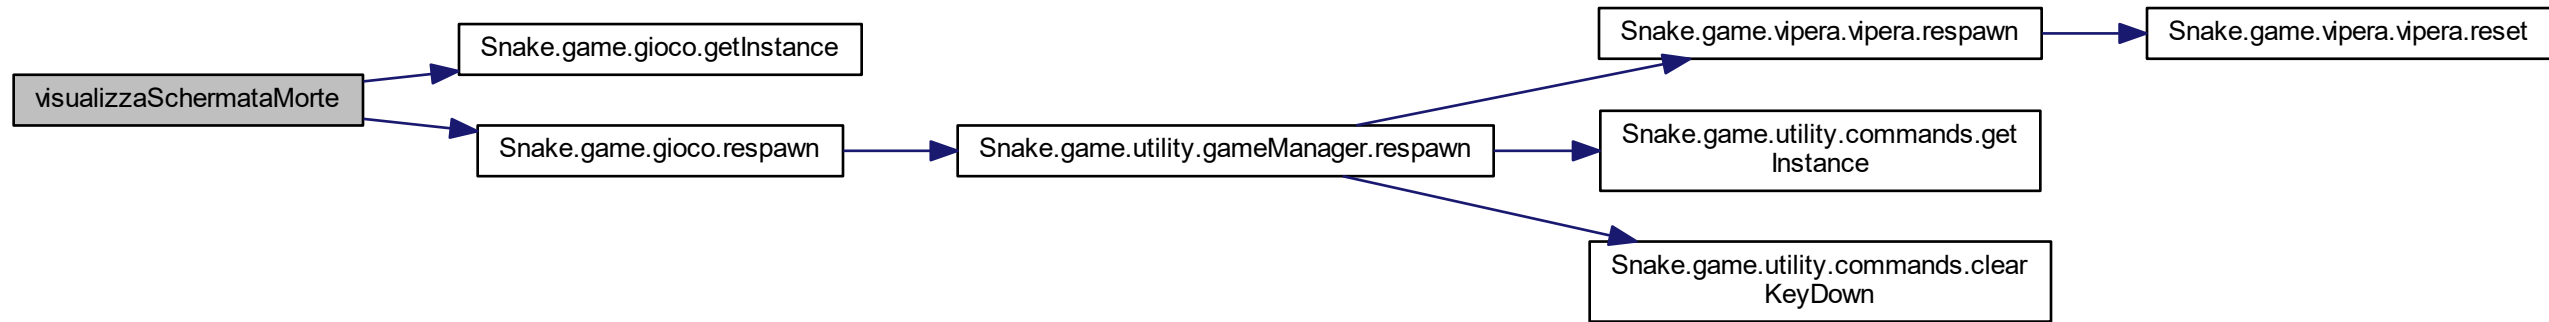 visualizzaSchermataMorte
Snake.game.gioco.getInstance
Snake.game.gioco.respawn
Snake.game.utility.gameManager.respawn
Snake.game.vipera.vipera.respawn
Snake.game.utility.commands.get
Instance
Snake.game.utility.commands.clear
KeyDown
Snake.game.vipera.vipera.reset